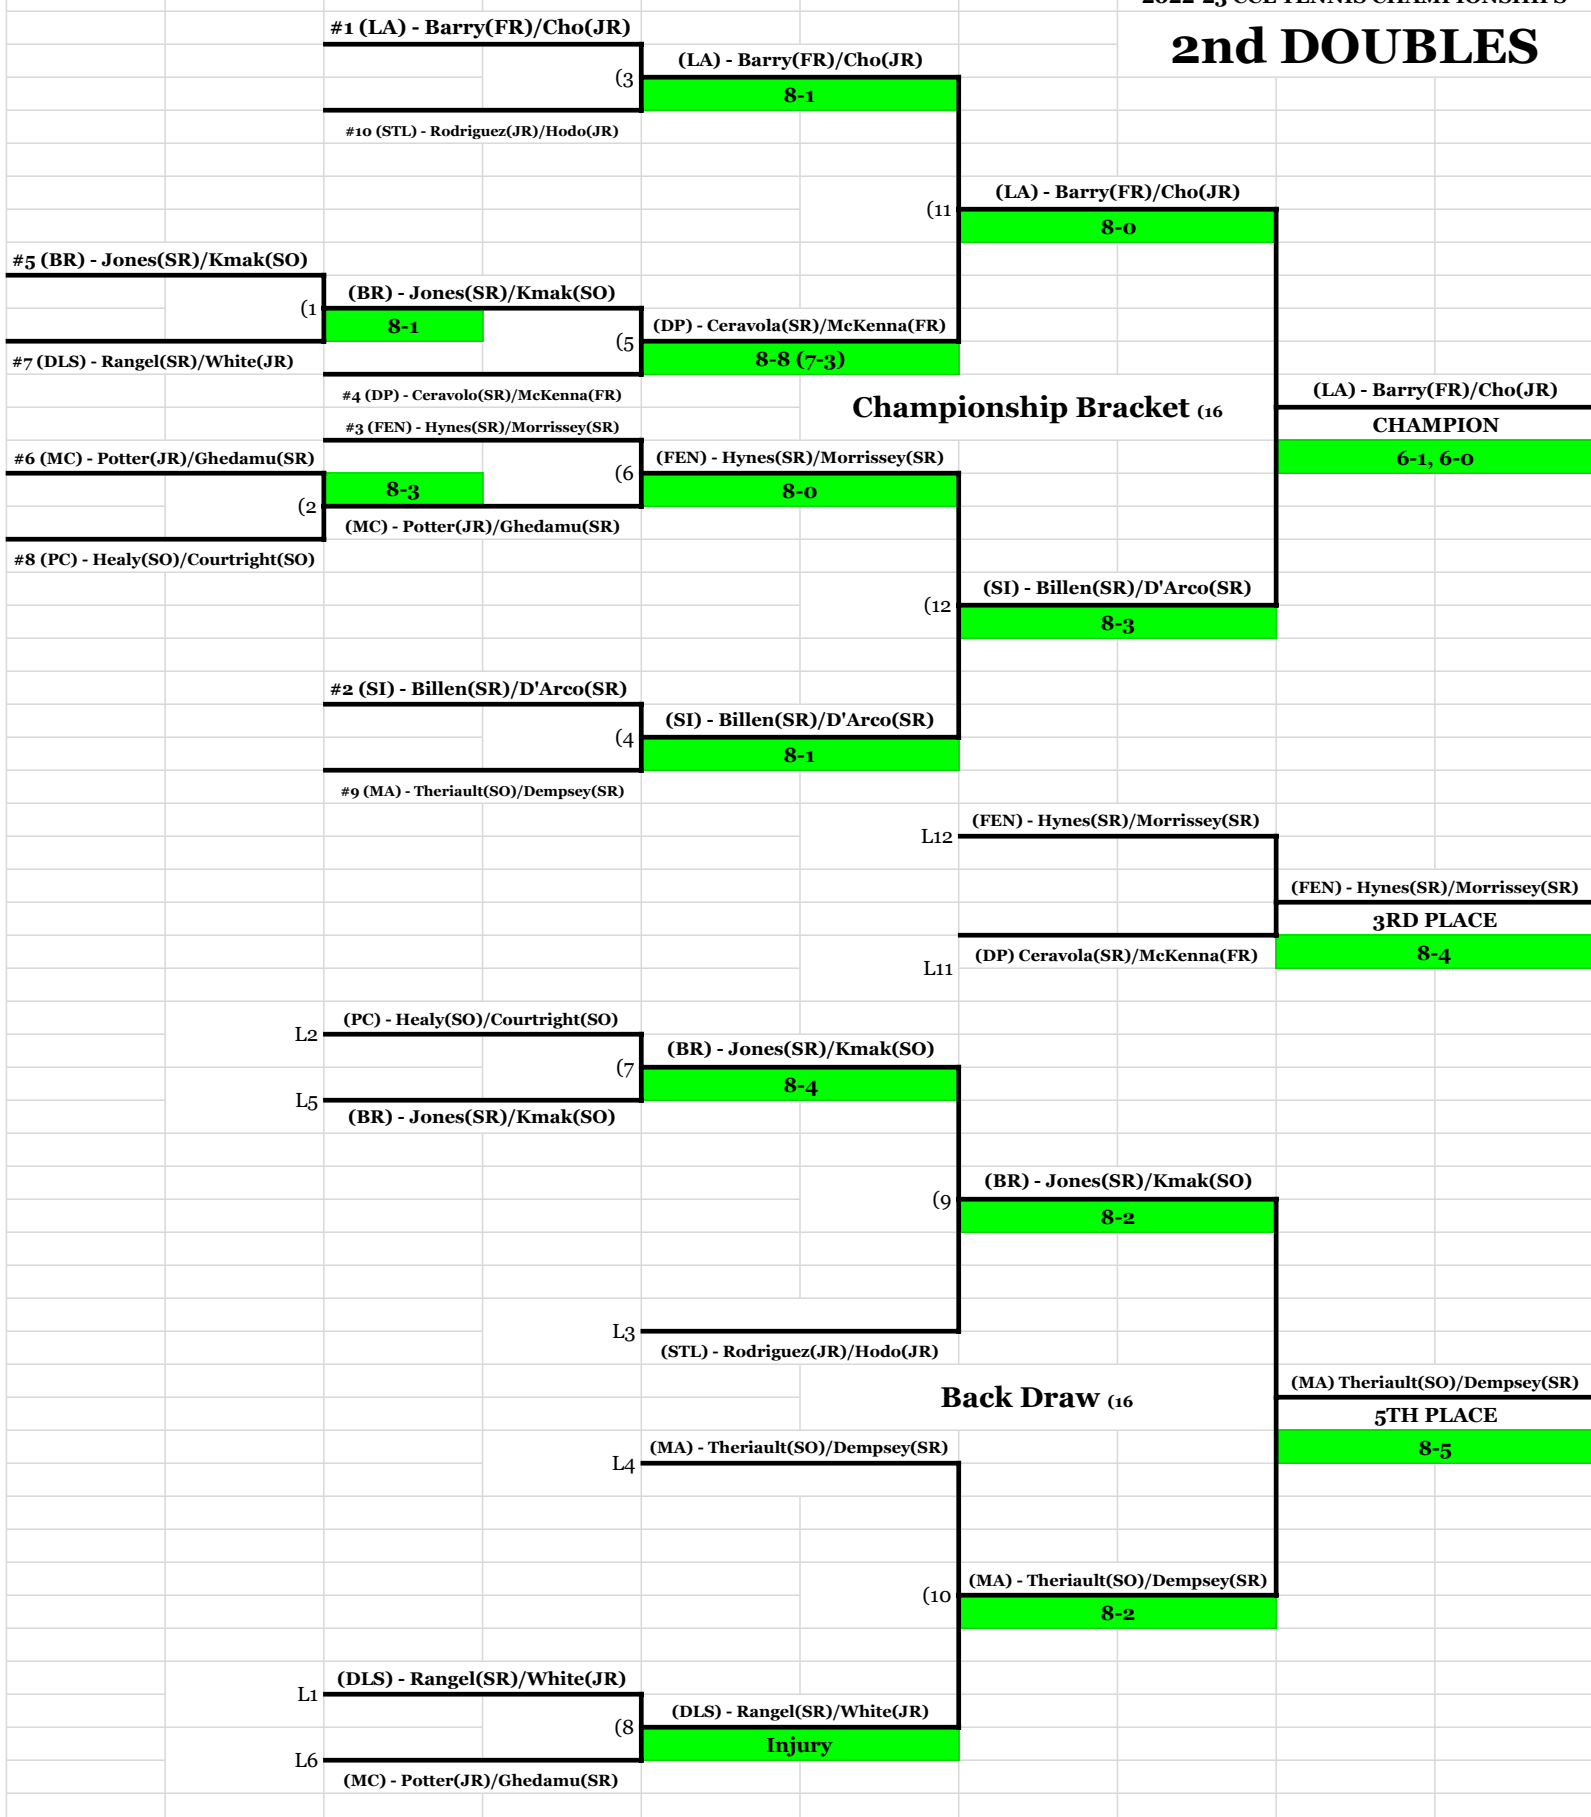 2022-23 CCL TENNIS CHAMPIONSHIPS
2nd DOUBLES
#1 (LA) - Barry(FR)/Cho(JR)
(3
(LA) - Barry(FR)/Cho(JR)
8-1
#10 (STL) - Rodriguez(JR)/Hodo(JR)
(11
(LA) - Barry(FR)/Cho(JR)
8-0
#5 (BR) - Jones(SR)/Kmak(SO)
(1
(BR) - Jones(SR)/Kmak(SO)
8-1
(5
(DP) - Ceravola(SR)/McKenna(FR)
8-8 (7-3)
#7 (DLS) - Rangel(SR)/White(JR)
#4 (DP) - Ceravolo(SR)/McKenna(FR)
Championship Bracket (16
(LA) - Barry(FR)/Cho(JR)
CHAMPION
6-1, 6-0
#3 (FEN) - Hynes(SR)/Morrissey(SR)
#6 (MC) - Potter(JR)/Ghedamu(SR)
(6
(FEN) - Hynes(SR)/Morrissey(SR)
8-3
8-0
(2
(MC) - Potter(JR)/Ghedamu(SR)
#8 (PC) - Healy(SO)/Courtright(SO)
(12
(SI) - Billen(SR)/D'Arco(SR)
8-3
#2 (SI) - Billen(SR)/D'Arco(SR)
(4
(SI) - Billen(SR)/D'Arco(SR)
8-1
#9 (MA) - Theriault(SO)/Dempsey(SR)
L12
(FEN) - Hynes(SR)/Morrissey(SR)
(FEN) - Hynes(SR)/Morrissey(SR)
3RD PLACE
8-4
(DP) Ceravola(SR)/McKenna(FR)
L11
L2
(PC) - Healy(SO)/Courtright(SO)
(7
(BR) - Jones(SR)/Kmak(SO)
8-4
L5
(BR) - Jones(SR)/Kmak(SO)
(9
(BR) - Jones(SR)/Kmak(SO)
8-2
L3
(STL) - Rodriguez(JR)/Hodo(JR)
Back Draw (16
(MA) Theriault(SO)/Dempsey(SR)
5TH PLACE
8-5
L4
(MA) - Theriault(SO)/Dempsey(SR)
(10
(MA) - Theriault(SO)/Dempsey(SR)
8-2
L1
(DLS) - Rangel(SR)/White(JR)
(8
(DLS) - Rangel(SR)/White(JR)
Injury
L6
(MC) - Potter(JR)/Ghedamu(SR)